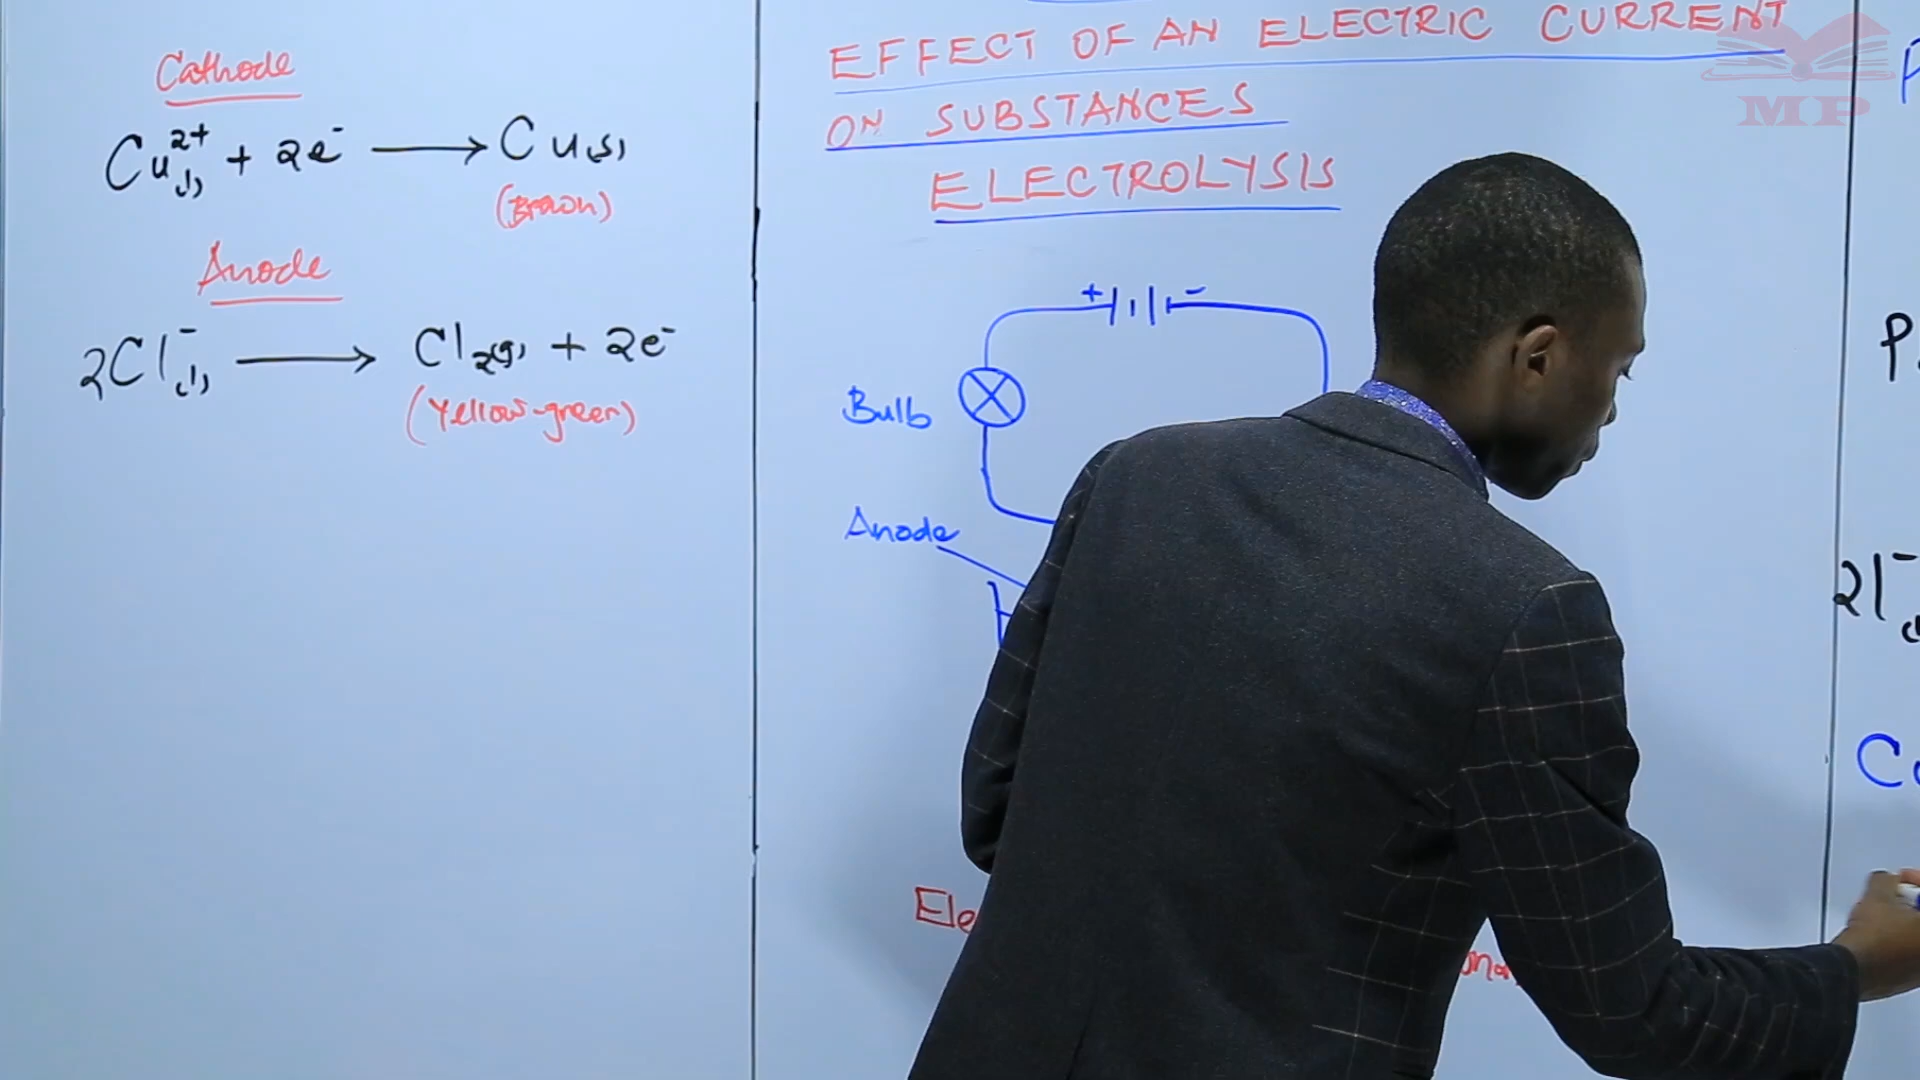 Cathode
Cu²⁺(l) + 2e⁻ ⟶ Cu(s)
(Brown)
Anode
2Cl⁻(l) ⟶ Cl₂(g) + 2e⁻
(Yellow-green)
EFFECT OF AN ELECTRIC CURRENT
ON SUBSTANCES
ELECTROLYSIS
+ -
Bulb
Anode
Ele
MP
P
2I⁻